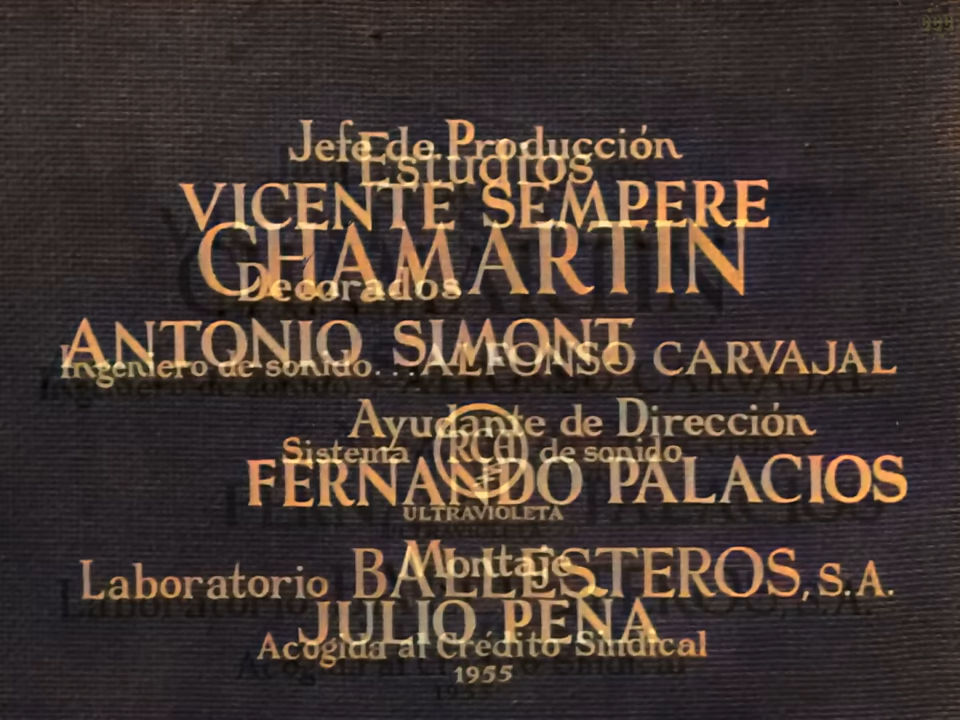 Jefe de Producción
Estudios
VICENTE SEMPERE
CHAMARTIN
Decorados
ANTONIO SIMONT
Ingeniero de sonido...ALFONSO CARVAJAL
Ayudante de Dirección
Sistema RCA de sonido
FERNANDO PALACIOS
ULTRAVIOLETA
Montaje
Laboratorio BALLESTEROS, S.A.
JULIO PEÑA
Acogida al Crédito Sindical
1955